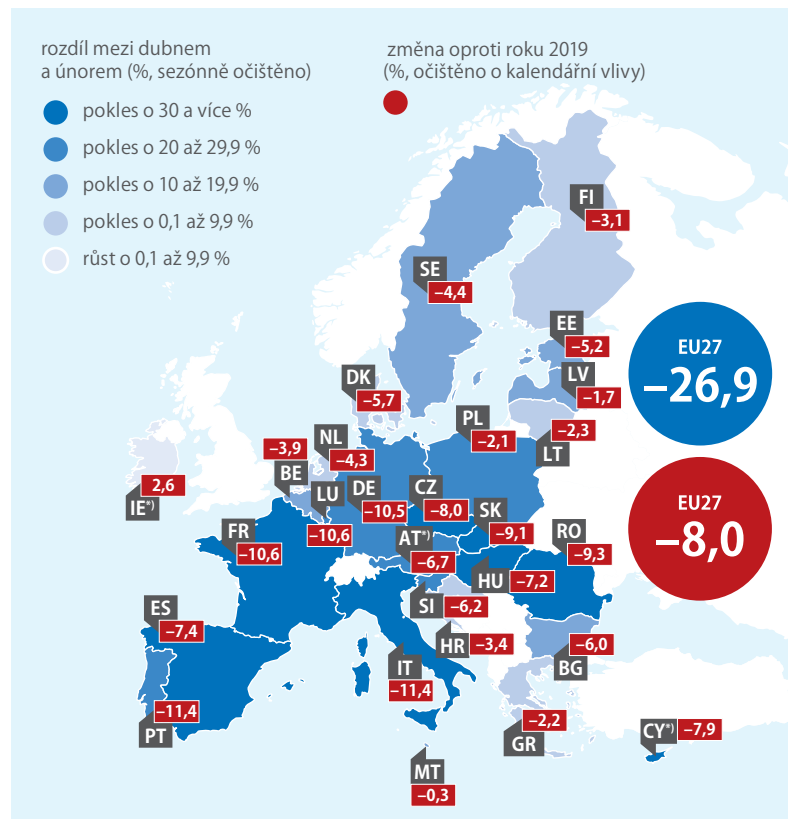 rozdíl mezi dubnem
a únorem (%, sezónně očištěno)
pokles o 30 a více %
pokles o 20 až 29,9 %
pokles o 10 až 19,9 %
pokles o 0,1 až 9,9 %
růst o 0,1 až 9,9 %
změna oproti roku 2019
(%, očištěno o kalendářní vlivy)
FI
–3,1
SE
–4,4
EE
–5,2
LV
–1,7
–2,3
LT
DK
–5,7
PL
–2,1
NL
–4,3
–3,9
BE
LU
–10,6
DE
–10,5
CZ
–8,0
SK
–9,1
2,6
IE*)
FR
–10,6
AT*)
–6,7
RO
–9,3
HU
–7,2
SI
–6,2
HR
–3,4
ES
–7,4
IT
–11,4
–6,0
BG
–11,4
PT
–2,2
GR
CY*)
–7,9
MT
–0,3
EU27
–26,9
EU27
–8,0